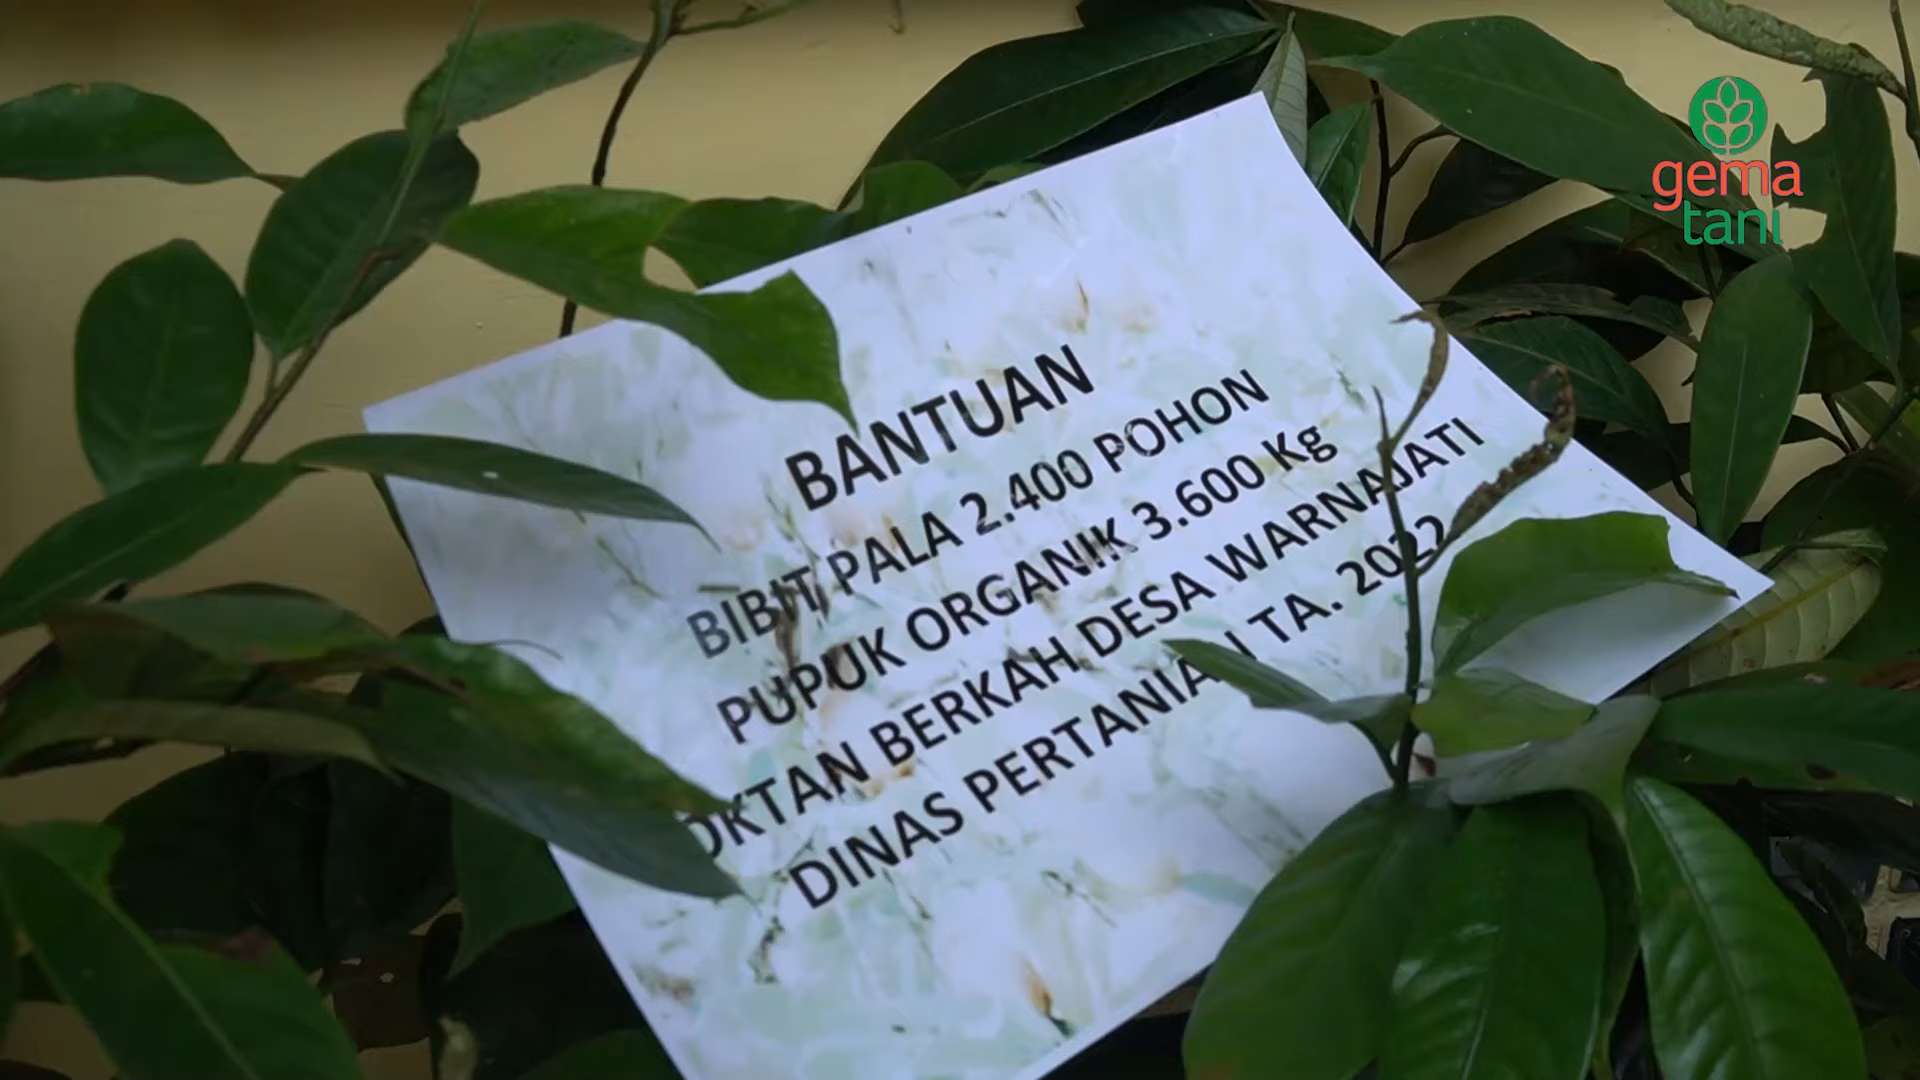 BANTUAN
BIBIT PALA 2.400 POHON
PUPUK ORGANIK 3.600 Kg
BERKAH DESA WARNAJATI
DINAS PERTANIAN TA. 2022
gema
tani